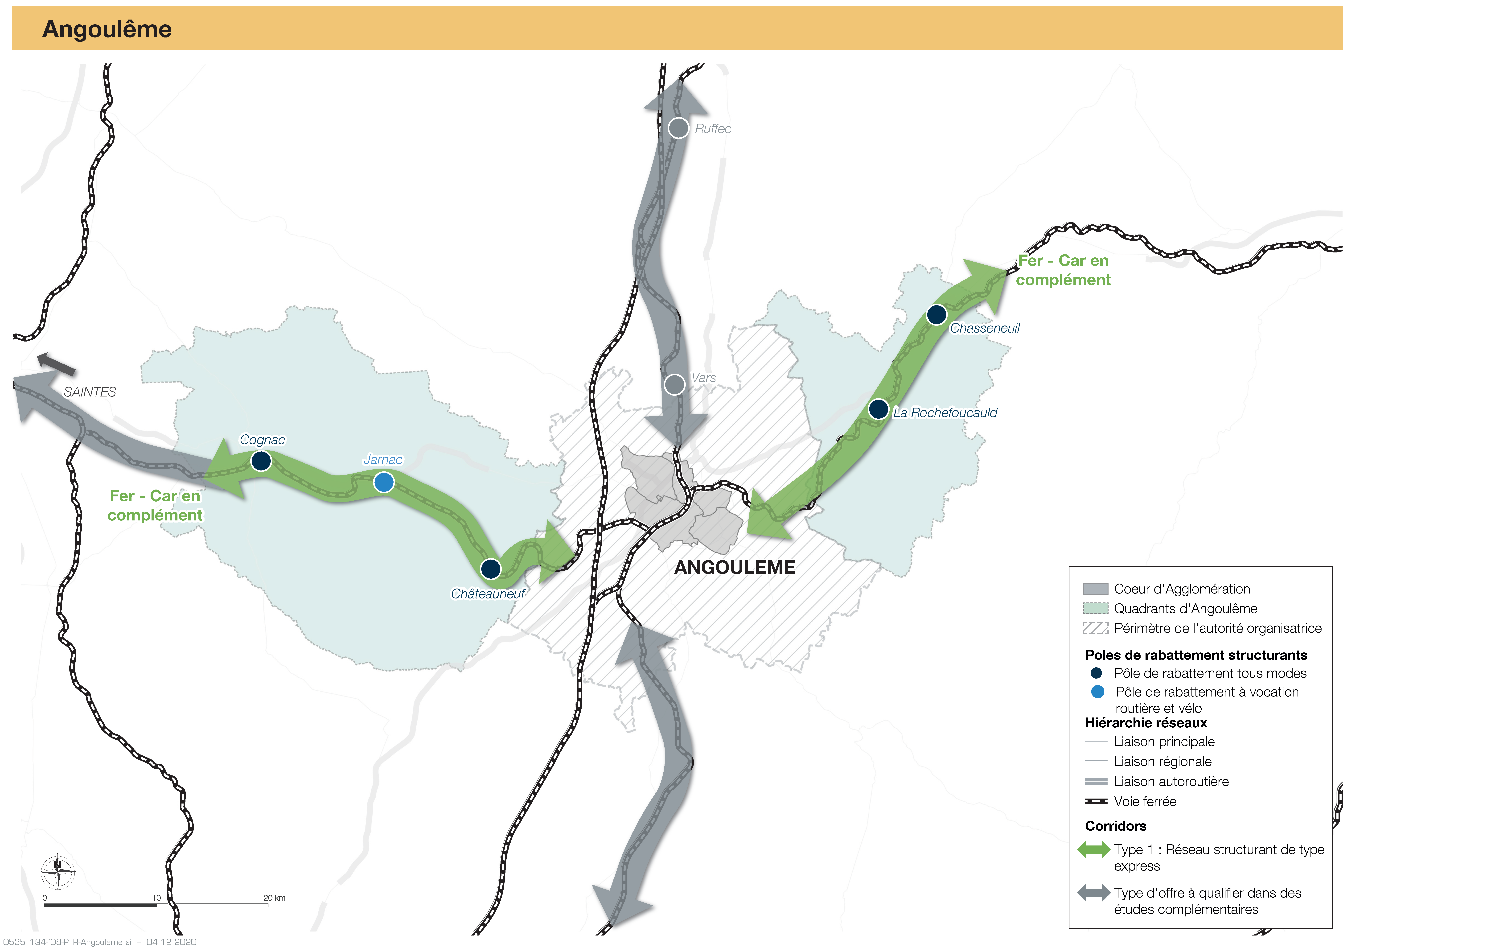 Angoulême
Ruffec
Fer - Car en
complément
Chasseneuil
SAINTES
Vars
La Rochefoucauld
Cognac
Jarnac
Fer - Car en
complément
ANGOULEME
Châteauneuf
Coeur d'Agglomération
Quadrants d'Angoulême
Périmètre de l'autorité organisatrice
Poles de rabattement structurants
Pôle de rabattement tous modes
Pôle de rabattement à vocation
routière et vélo
Hiérarchie réseaux
Liaison principale
Liaison régionale
Liaison autoroutière
Voie ferrée
Corridors
Type 1 : Réseau structurant de type
express
Type d'offre à qualifier dans des
études complémentaires
0 10 20 km